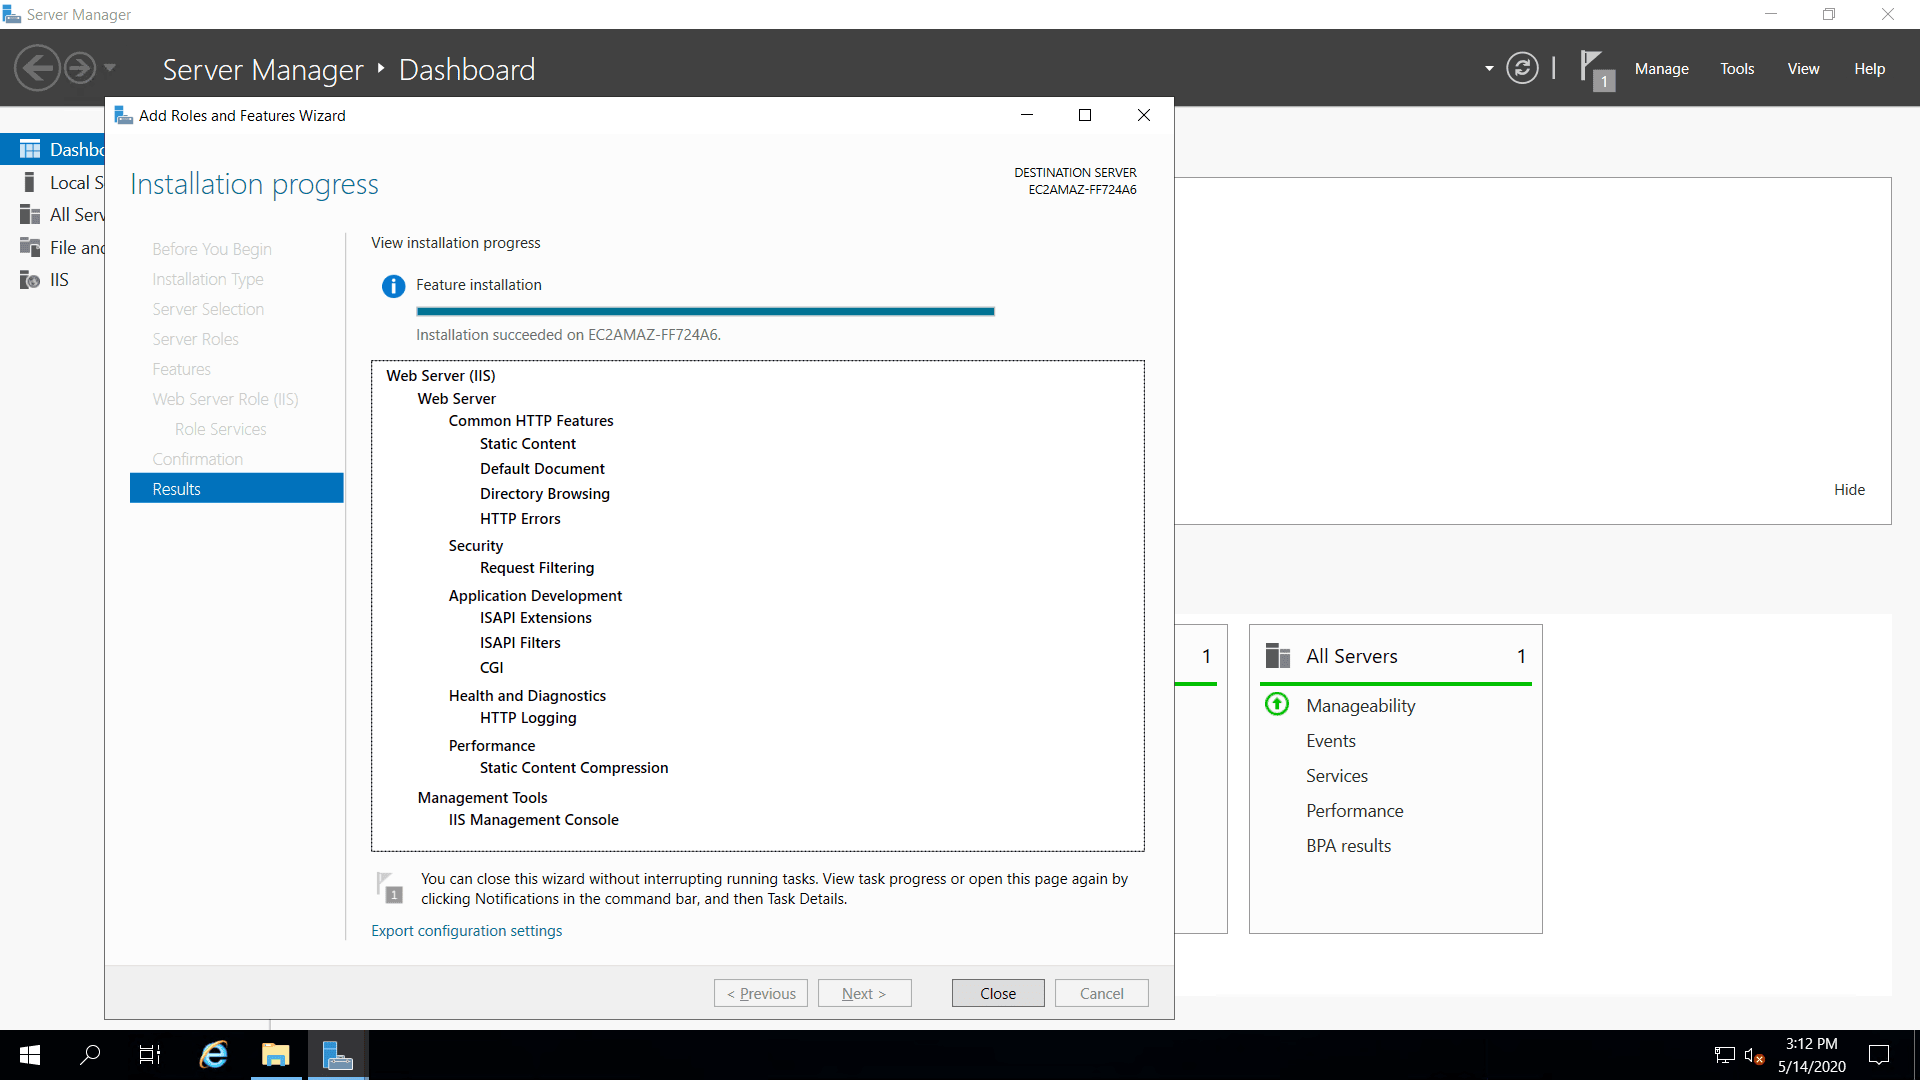 Server Manager
Server Manager • Dashboard
1
Manage
Tools
View
Help
Add Roles and Features Wizard
Dashbo
Local S
All Serv
File and
IIS
Installation progress
DESTINATION SERVER
EC2AMAZ-FF724A6
Before You Begin
Installation Type
Server Selection
Server Roles
Features
Web Server Role (IIS)
Role Services
Confirmation
Results
View installation progress
Feature installation
Installation succeeded on EC2AMAZ-FF724A6.
Web Server (IIS)
Web Server
Common HTTP Features
Static Content
Default Document
Directory Browsing
HTTP Errors
Security
Request Filtering
Application Development
ISAPI Extensions
ISAPI Filters
CGI
Health and Diagnostics
HTTP Logging
Performance
Static Content Compression
Management Tools
IIS Management Console
1
You can close this wizard without interrupting running tasks. View task progress or open this page again by
clicking Notifications in the command bar, and then Task Details.
Export configuration settings
< Previous
Next >
Close
Cancel
Hide
1
All Servers 1
Manageability
Events
Services
Performance
BPA results
3:12 PM
5/14/2020